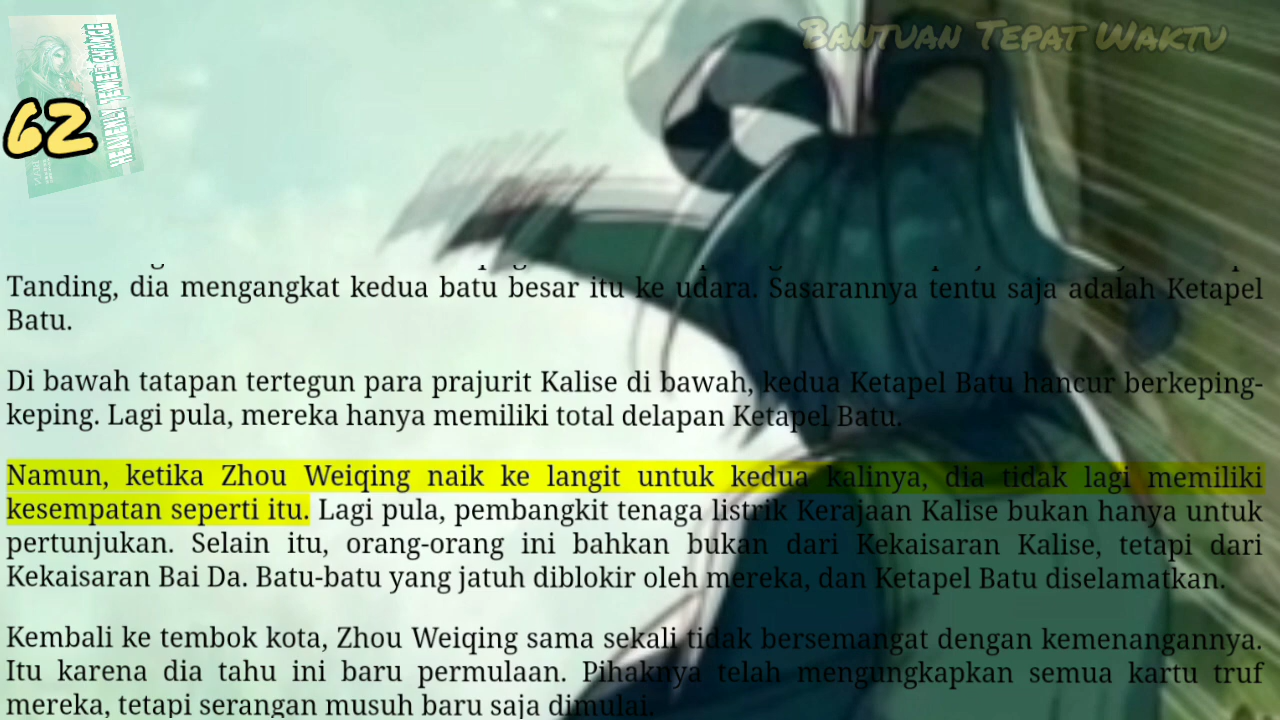 Bantuan Tepat Waktu
HEAVENLY JEWEL CHANGE
62
Tanding, dia mengangkat kedua batu besar itu ke udara. Sasarannya tentu saja adalah Ketapel
Batu.
Di bawah tatapan tertegun para prajurit Kalise di bawah, kedua Ketapel Batu hancur berkeping-
keping. Lagi pula, mereka hanya memiliki total delapan Ketapel Batu.
Namun, ketika Zhou Weiqing naik ke langit untuk kedua kalinya, dia tidak lagi memiliki
kesempatan seperti itu. Lagi pula, pembangkit tenaga listrik Kerajaan Kalise bukan hanya untuk
pertunjukan. Selain itu, orang-orang ini bahkan bukan dari Kekaisaran Kalise, tetapi dari
Kekaisaran Bai Da. Batu-batu yang jatuh diblokir oleh mereka, dan Ketapel Batu diselamatkan.
Kembali ke tembok kota, Zhou Weiqing sama sekali tidak bersemangat dengan kemenangannya.
Itu karena dia tahu ini baru permulaan. Pihaknya telah mengungkapkan semua kartu truf
mereka, tetapi serangan musuh baru saja dimulai.